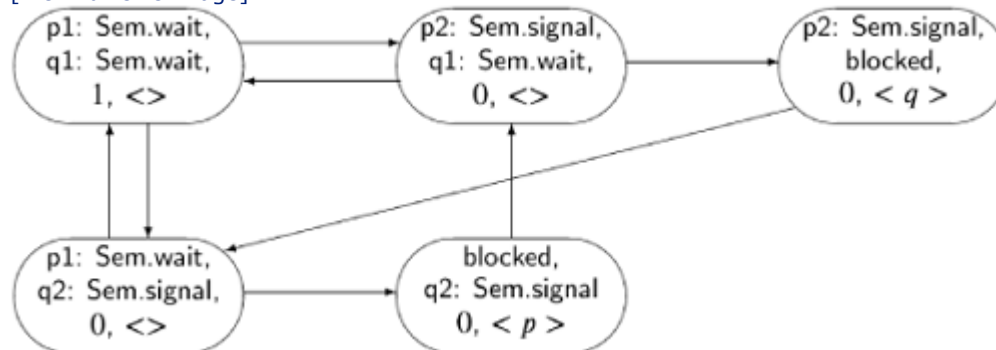 p1: Sem.wait,
q1: Sem.wait,
1, <>
p2: Sem.signal,
q1: Sem.wait,
0, <>
p2: Sem.signal,
blocked,
0, < q >
p1: Sem.wait,
q2: Sem.signal,
0, <>
blocked,
q2: Sem.signal
0, < p >